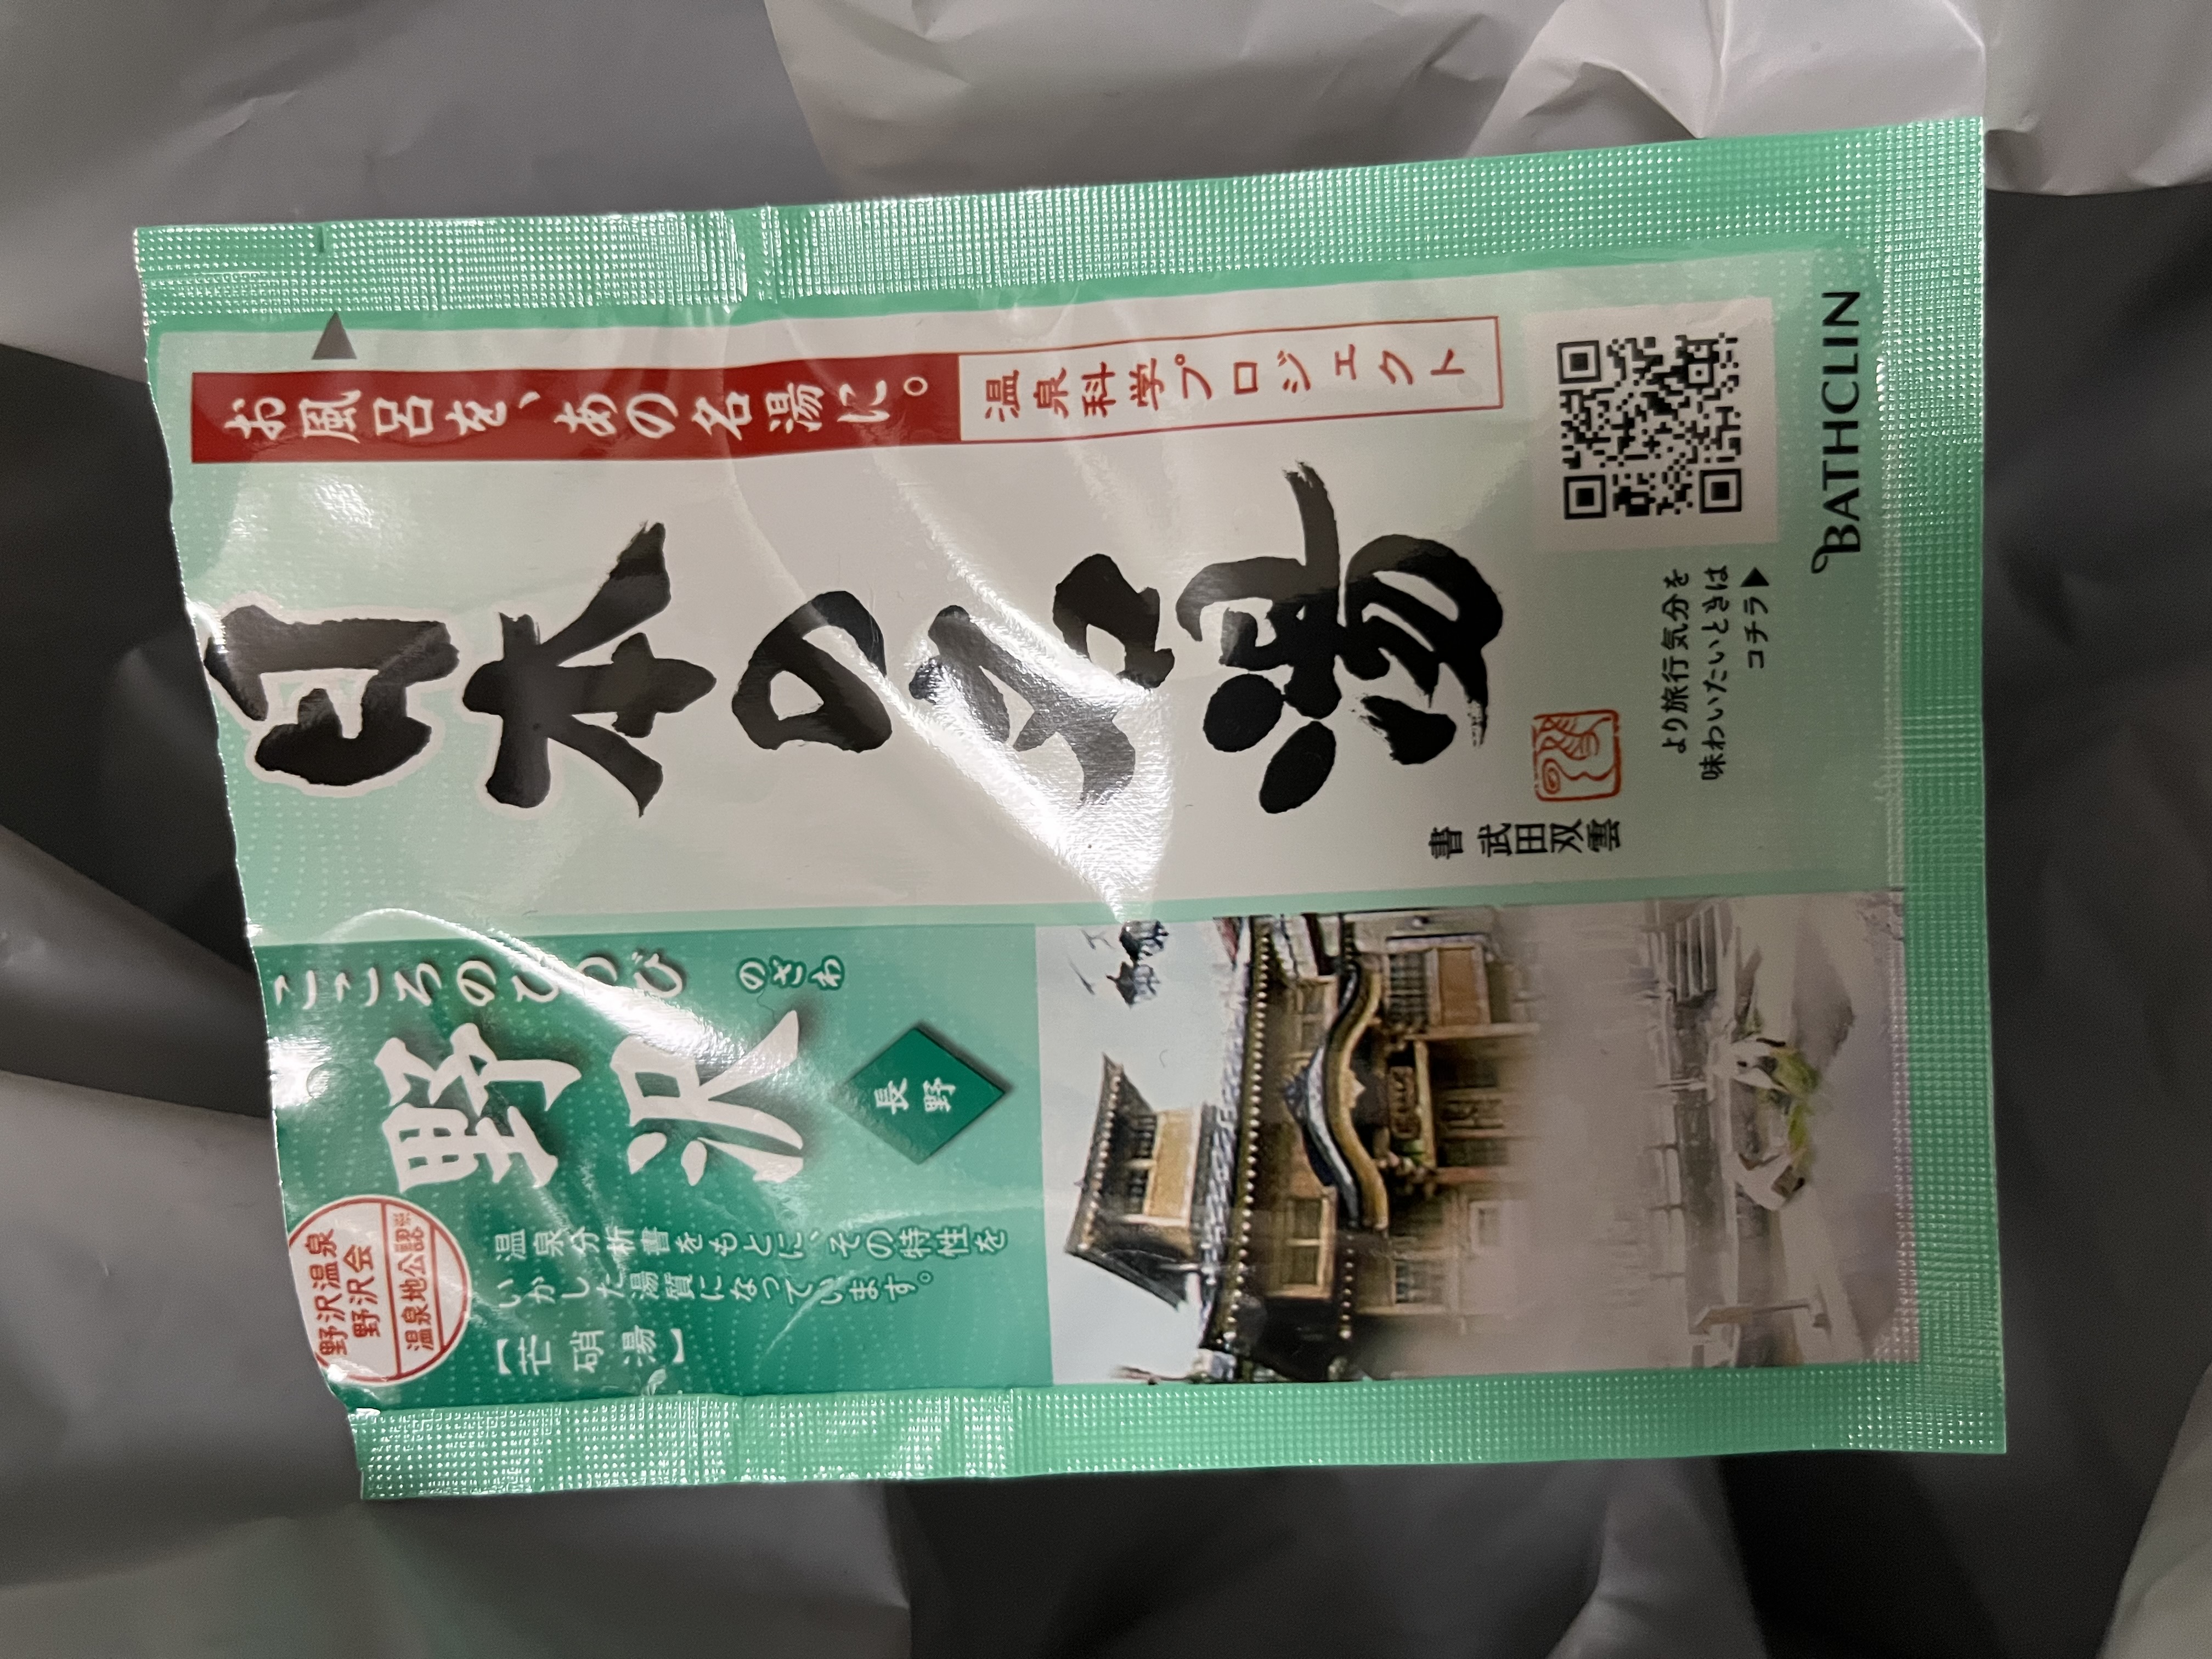 お風呂を、あの名湯に。
温泉科学プロジェクト
日本の名湯
書 武田双雲
より旅行気分を
味わいたいときは
コチラ▶
BATHCLIN
こころのびのび
のざわ
野沢
長野
野沢温泉
野沢会
温泉地公認※
温泉分析書をもとに、その特性を
いかした湯質になっています。
【芒硝湯】